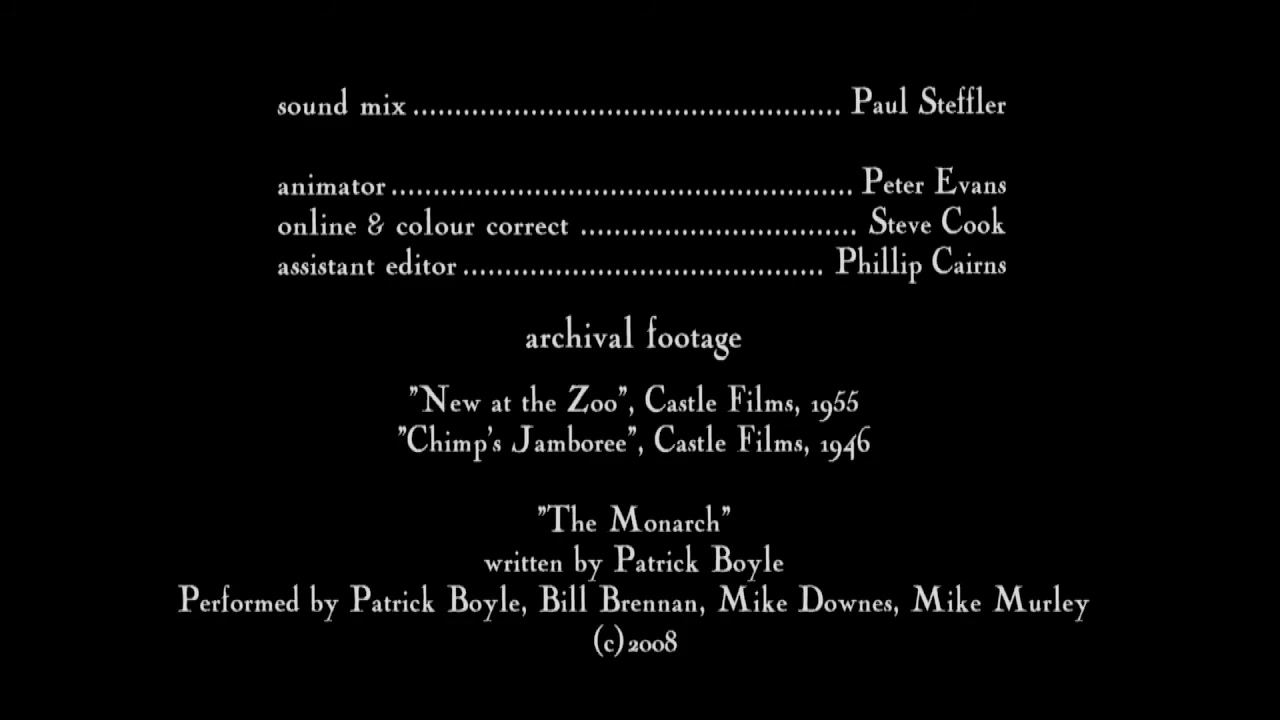 sound mix.................................................... Paul Steffler
animator........................................................ Peter Evans
online & colour correct ................................. Steve Cook
assistant editor............................................ Phillip Cairns
archival footage
"New at the Zoo", Castle Films, 1955
"Chimp's Jamboree", Castle Films, 1946
"The Monarch"
written by Patrick Boyle
Performed by Patrick Boyle, Bill Brennan, Mike Downes, Mike Murley
(c)2008